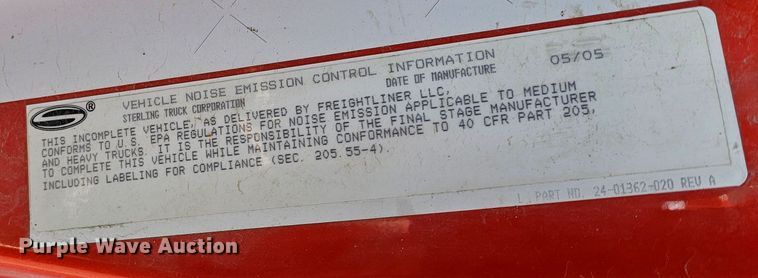 VEHICLE NOISE EMISSION CONTROL INFORMATION
STERLING TRUCK CORPORATION DATE OF MANUFACTURE 05/05
THIS INCOMPLETE VEHICLE, AS DELIVERED BY FREIGHTLINER LLC,
CONFORMS TO U.S. EPA REGULATIONS FOR NOISE EMISSION APPLICABLE TO MEDIUM
AND HEAVY TRUCKS. IT IS THE RESPONSIBILITY OF THE FINAL STAGE MANUFACTURER
TO COMPLETE THIS VEHICLE WHILE MAINTAINING CONFORMANCE TO 40 CFR PART 205,
INCLUDING LABELING FOR COMPLIANCE (SEC. 205.55-4).
PART NO. 24-01362-020 REV A
Purple Wave Auction